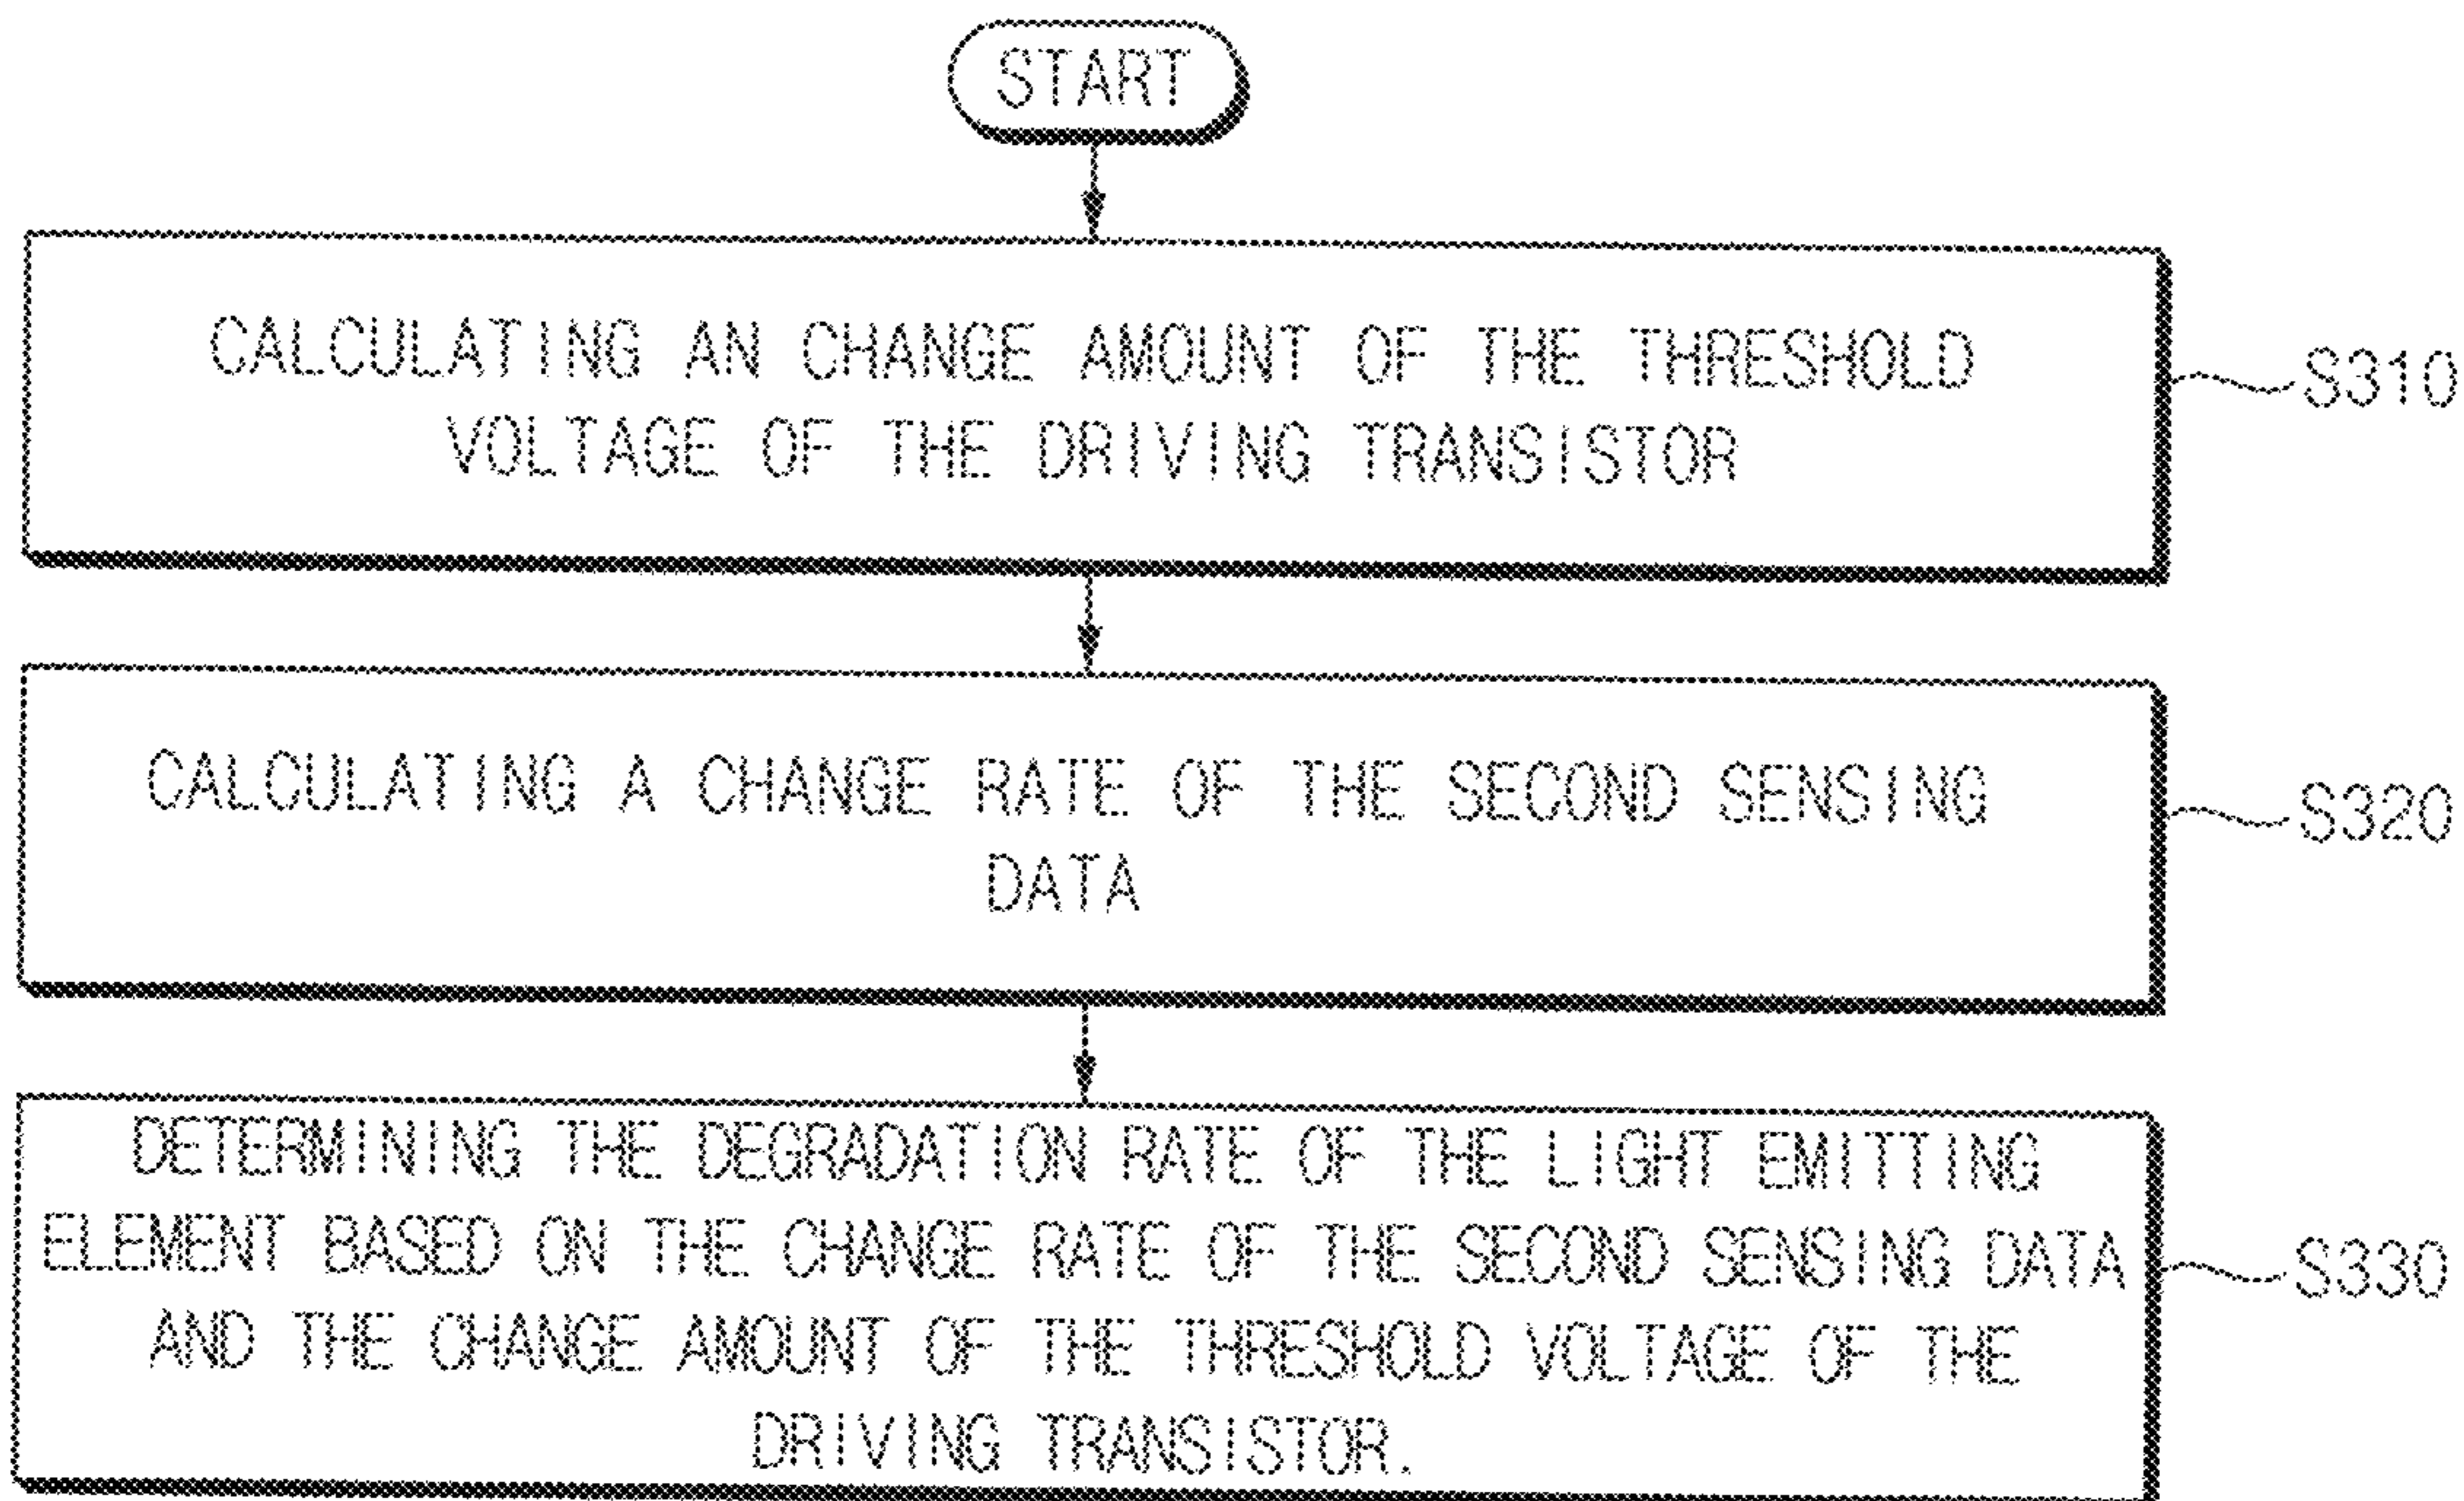 START
CALCULATING AN CHANGE AMOUNT OF THE THRESHOLD
VOLTAGE OF THE DRIVING TRANSISTOR
S310
CALCULATING A CHANGE RATE OF THE SECOND SENSING
DATA
S320
DETERMINING THE DEGRADATION RATE OF THE LIGHT EMITTING
ELEMENT BASED ON THE CHANGE RATE OF THE SECOND SENSING DATA
AND THE CHANGE AMOUNT OF THE THRESHOLD VOLTAGE OF THE
DRIVING TRANSISTOR.
S330